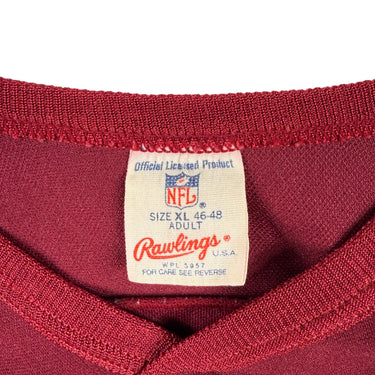 Official Licensed Product
NFL ®
SIZE XL 46-48
ADULT
Rawlings ®
U.S.A.
WPL 5957
FOR CARE SEE REVERSE